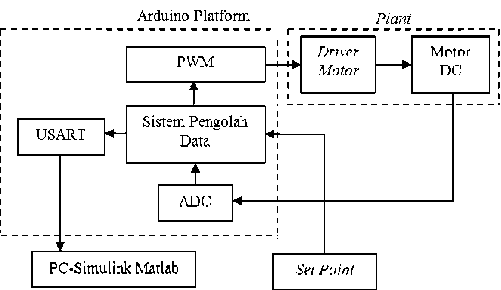 Arduino Platform
Plant
PWM
Driver
Motor
Motor
DC
USART
Sistem Pengolah
Data
ADC
PC-Simulink Matlab
Set Point